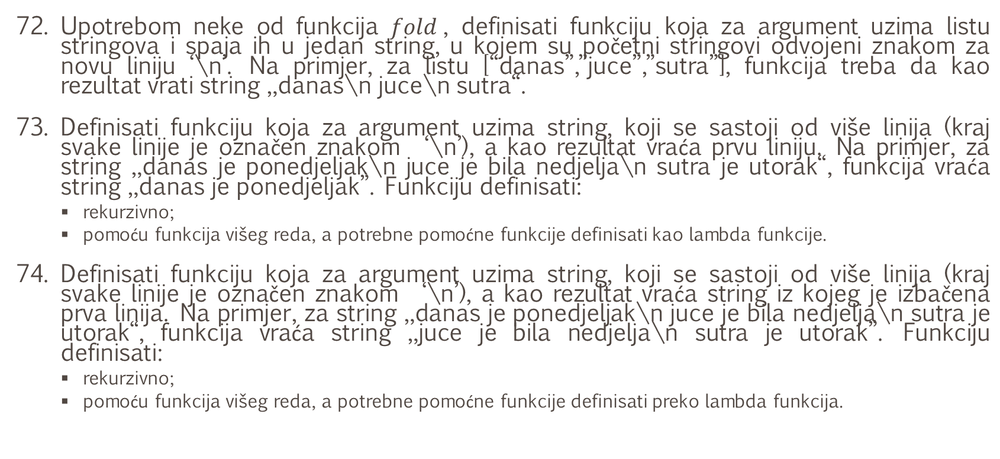 72. Upotrebom neke od funkcija fold , definisati funkciju koja za argument uzima listu
stringova i spaja ih u jedan string, u kojem su početni stringovi odvojeni znakom za
novu liniju ‘\n’. Na primjer, za listu [“danas”,”juce”,”sutra”], funkcija treba da kao
rezultat vrati string „danas\n juce\n sutra“.
73. Definisati funkciju koja za argument uzima string, koji se sastoji od više linija (kraj
svake linije je označen znakom ‘\n’), a kao rezultat vraća prvu liniju. Na primjer, za
string „danas je ponedjeljak\n juce je bila nedjelja\n sutra je utorak“, funkcija vraća
string „danas je ponedjeljak”. Funkciju definisati:
▪ rekurzivno;
▪ pomoću funkcija višeg reda, a potrebne pomoćne funkcije definisati kao lambda funkcije.
74. Definisati funkciju koja za argument uzima string, koji se sastoji od više linija (kraj
svake linije je označen znakom ‘\n’), a kao rezultat vraća string iz kojeg je izbačena
prva linija. Na primjer, za string „danas je ponedjeljak\n juce je bila nedjelja\n sutra je
utorak“, funkcija vraća string „juce je bila nedjelja\n sutra je utorak”. Funkciju
definisati:
▪ rekurzivno;
▪ pomoću funkcija višeg reda, a potrebne pomoćne funkcije definisati preko lambda funkcija.